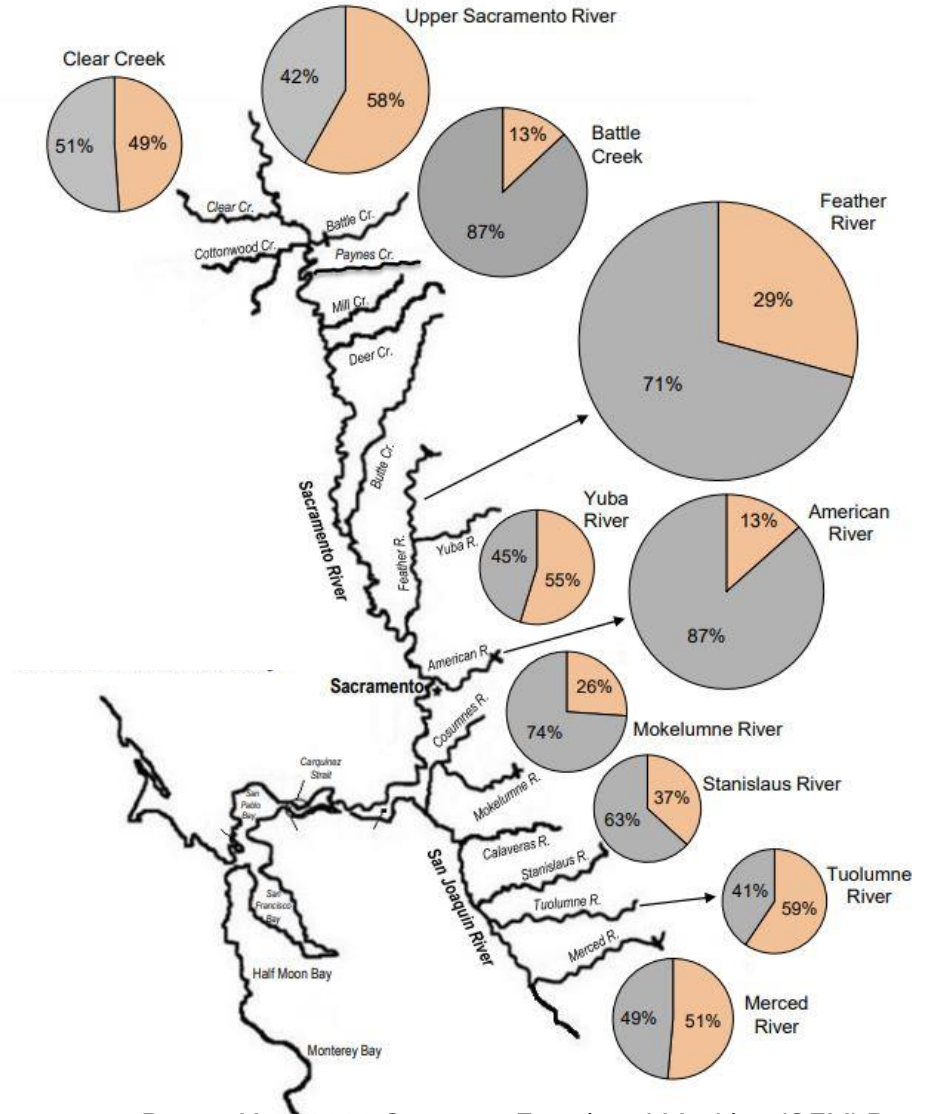 Upper Sacramento River
Clear Creek
42%
58%
51%
49%
13%
Battle
Creek
87%
Clear Cr.
Battle Cr.
Cottonwood Cr.
Paynes Cr.
Mill Cr.
Deer Cr.
Feather
River
29%
71%
Butte Cr.
Sacramento River
Feather R.
Yuba R.
Yuba
River
45%
55%
American
River
13%
87%
American R.
Sacramento
Cosumnes R.
26%
74%
Mokelumne River
Mokelumne R.
Carquinez
Strait
San
Pablo
Bay
Stanislaus River
37%
63%
Calaveras R.
Stanislaus R.
San Joaquin River
Tuolumne R.
Tuolumne
River
41%
59%
San
Francisco
Bay
Merced R.
Half Moon Bay
Merced
River
49%
51%
Monterey Bay